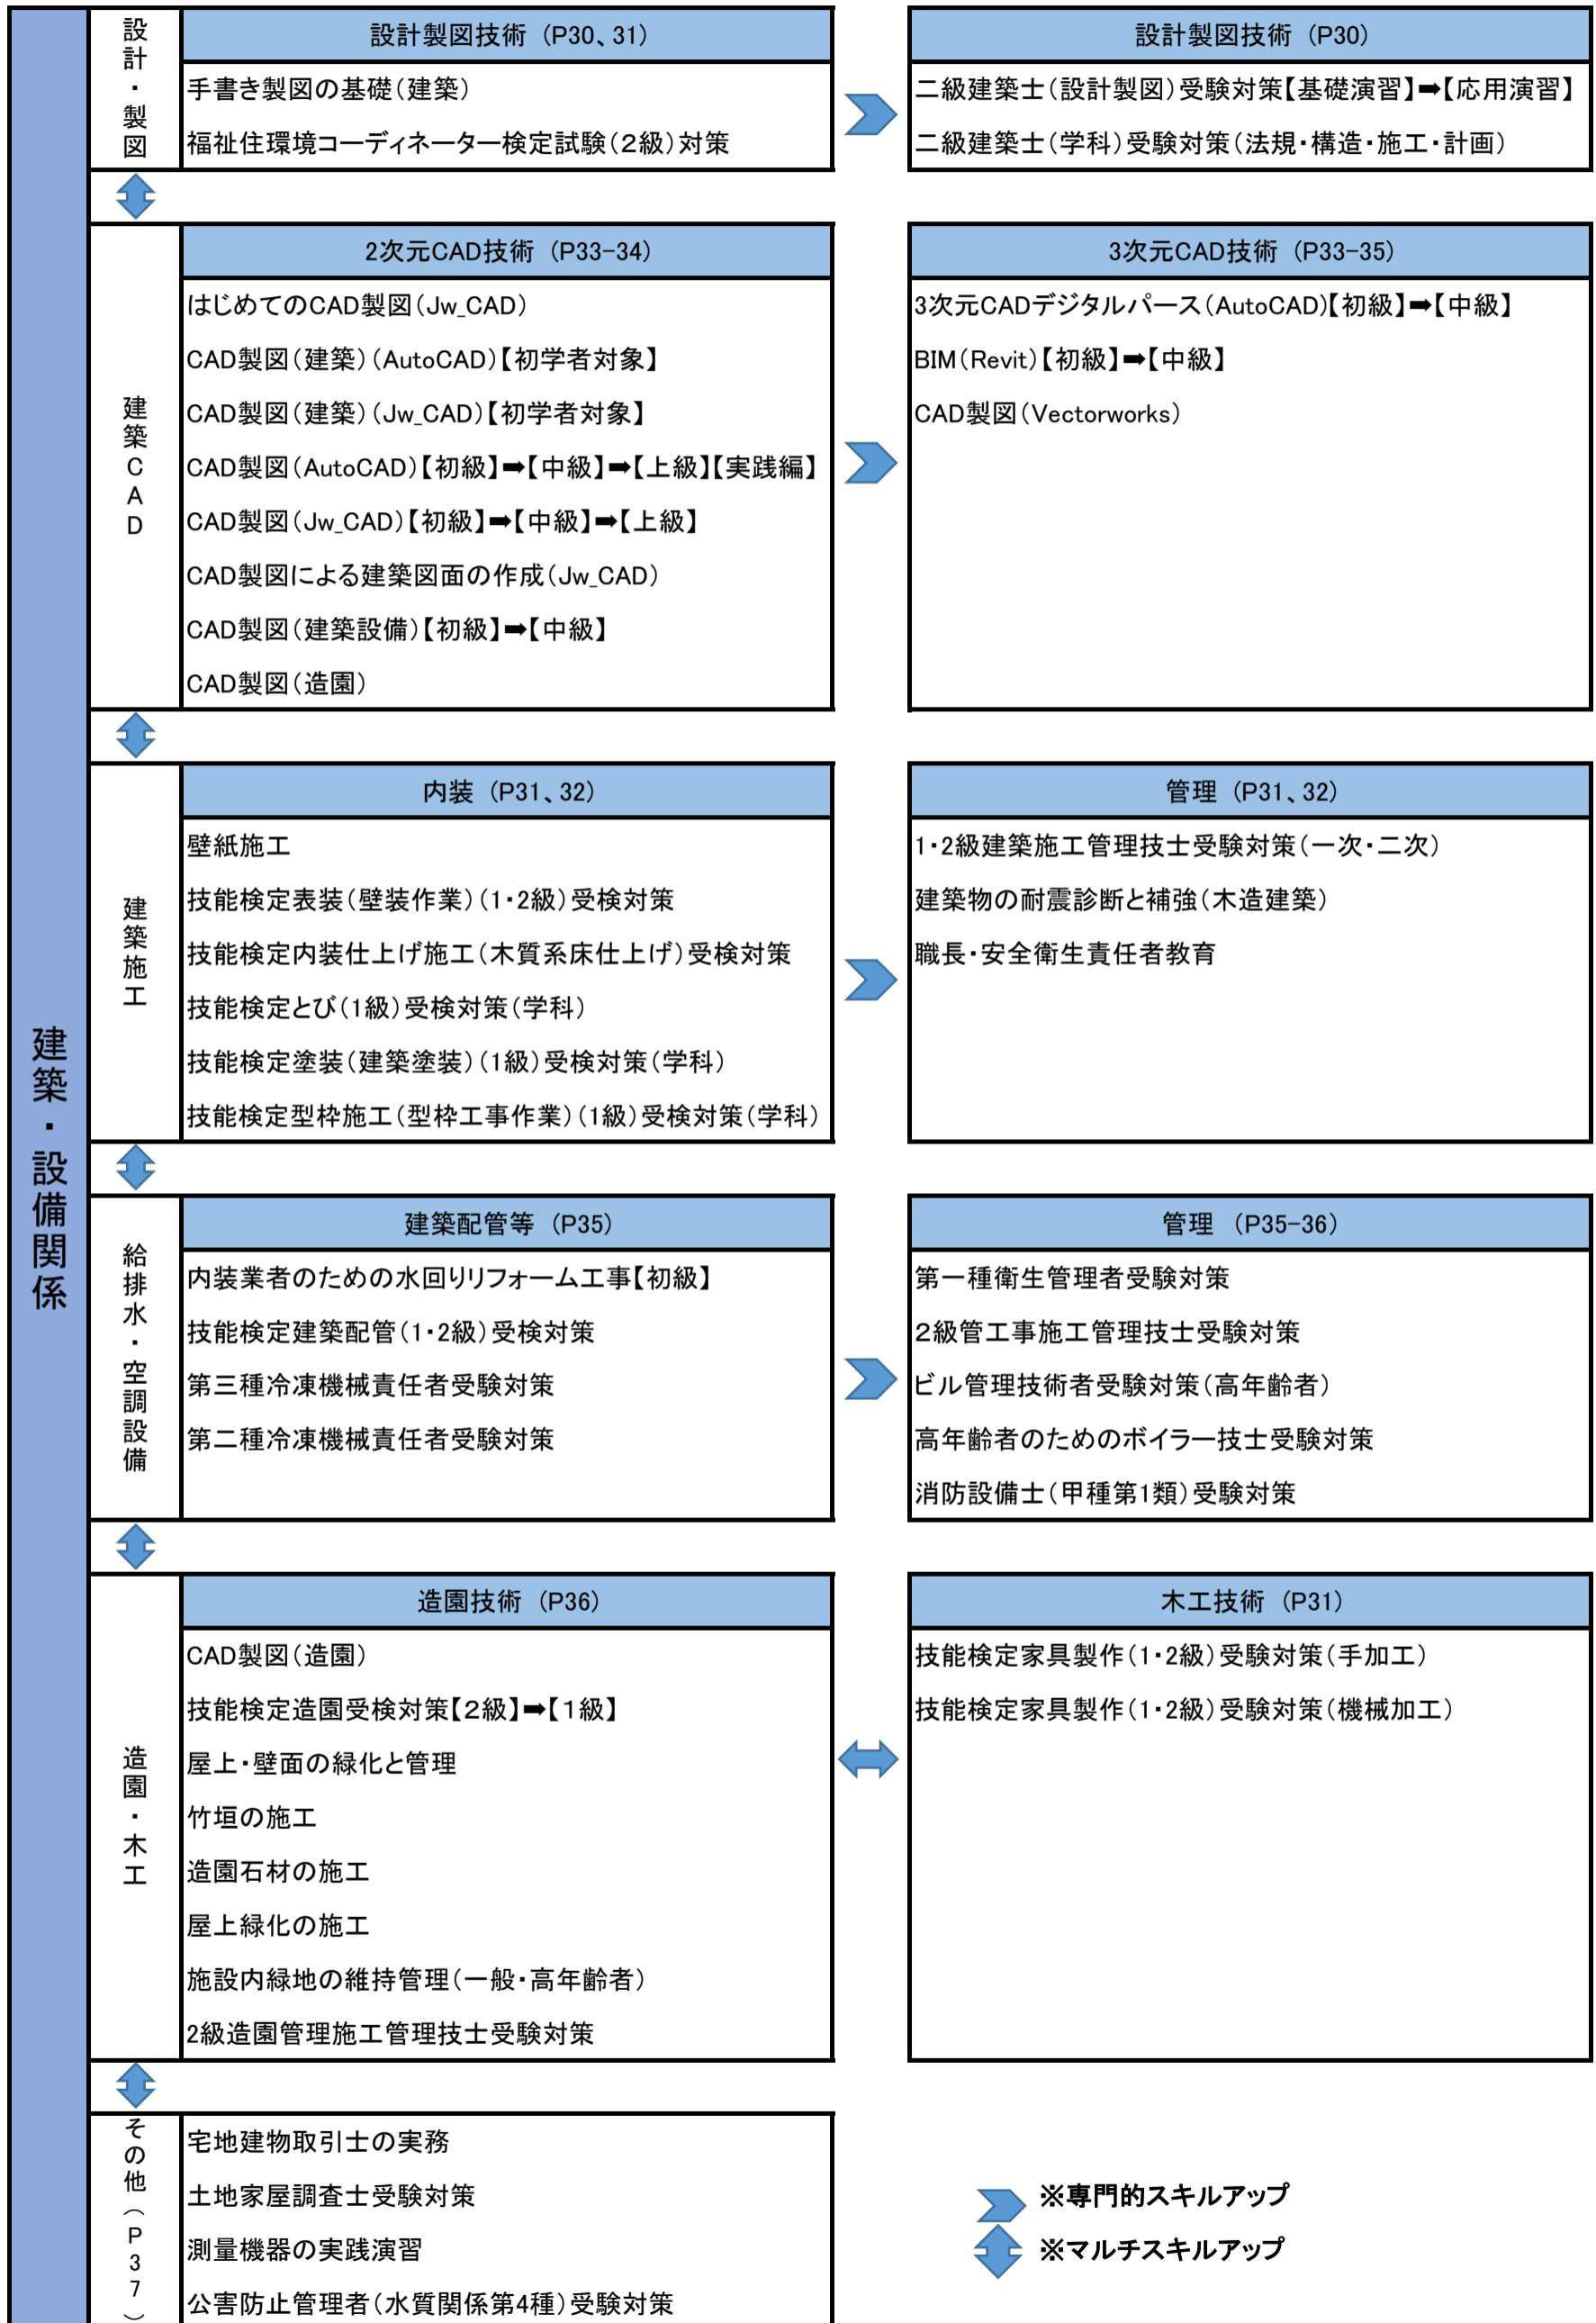 建築・設備関係
設計・製図
設計製図技術 (P30、31)
手書き製図の基礎(建築)
福祉住環境コーディネーター検定試験(2級)対策
設計製図技術 (P30)
二級建築士(設計製図)受験対策【基礎演習】➡【応用演習】
二級建築士(学科)受験対策(法規・構造・施工・計画)
建築CAD
2次元CAD技術 (P33-34)
はじめてのCAD製図(Jw_CAD)
CAD製図(建築)(AutoCAD)【初学者対象】
CAD製図(建築)(Jw_CAD)【初学者対象】
CAD製図(AutoCAD)【初級】➡【中級】➡【上級】【実践編】
CAD製図(Jw_CAD)【初級】➡【中級】➡【上級】
CAD製図による建築図面の作成(Jw_CAD)
CAD製図(建築設備)【初級】➡【中級】
CAD製図(造園)
3次元CAD技術 (P33-35)
3次元CADデジタルパース(AutoCAD)【初級】➡【中級】
BIM(Revit)【初級】➡【中級】
CAD製図(Vectorworks)
建築施工
内装 (P31、32)
壁紙施工
技能検定表装(壁装作業)(1・2級)受検対策
技能検定内装仕上げ施工(木質系床仕上げ)受検対策
技能検定とび(1級)受検対策(学科)
技能検定塗装(建築塗装)(1級)受検対策(学科)
技能検定型枠施工(型枠工事作業)(1級)受検対策(学科)
管理 (P31、32)
1・2級建築施工管理技士受験対策(一次・二次)
建築物の耐震診断と補強(木造建築)
職長・安全衛生責任者教育
給排水・空調設備
建築配管等 (P35)
内装業者のための水回りリフォーム工事【初級】
技能検定建築配管(1・2級)受検対策
第三種冷凍機械責任者受験対策
第二種冷凍機械責任者受験対策
管理 (P35-36)
第一種衛生管理者受験対策
2級管工事施工管理技士受験対策
ビル管理技術者受験対策(高年齢者)
高年齢者のためのボイラー技士受験対策
消防設備士(甲種第1類)受験対策
造園・木工
造園技術 (P36)
CAD製図(造園)
技能検定造園受検対策【2級】➡【1級】
屋上・壁面の緑化と管理
竹垣の施工
造園石材の施工
屋上緑化の施工
施設内緑地の維持管理(一般・高年齢者)
2級造園管理施工管理技士受験対策
木工技術 (P31)
技能検定家具製作(1・2級)受験対策(手加工)
技能検定家具製作(1・2級)受験対策(機械加工)
その他(P37)
宅地建物取引士の実務
土地家屋調査士受験対策
測量機器の実践演習
公害防止管理者(水質関係第4種)受験対策
※専門的スキルアップ
※マルチスキルアップ